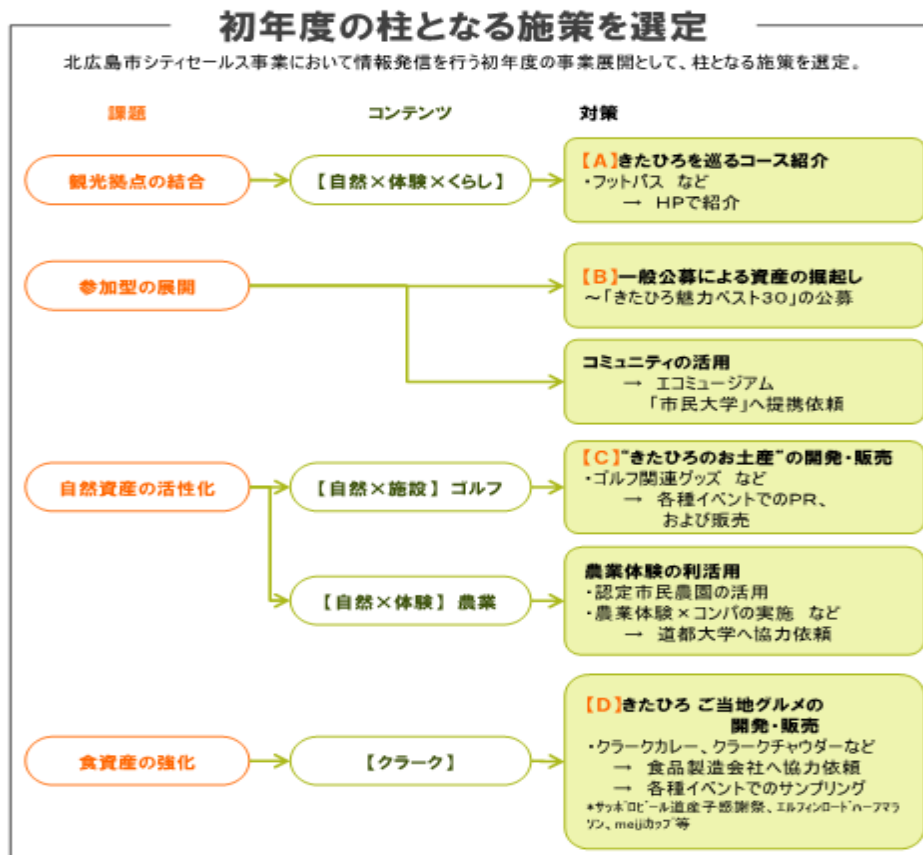 初年度の柱となる施策を選定
北広島市シティセールス事業において情報発信を行う初年度の事業展開として、柱となる施策を選定。
課題
コンテンツ
対策
観光拠点の結合
【自然×体験×くらし】
【A】きたひろを巡るコース紹介
・フットパス など
→ HPで紹介
参加型の展開
【B】一般公募による資産の掘起し
～「きたひろ魅力ベスト30」の公募
コミュニティの活用
→ エコミュージアム
「市民大学」へ提携依頼
自然資産の活性化
【自然×施設】ゴルフ
【C】“きたひろのお土産”の開発・販売
・ゴルフ関連グッズ など
→ 各種イベントでのPR、
および販売
【自然×体験】農業
農業体験の利活用
・認定市民農園の活用
・農業体験×コンパの実施 など
→ 道都大学へ協力依頼
食資産の強化
【クラーク】
【D】きたひろ ご当地グルメの
開発・販売
・クラークカレー、クラークチャウダーなど
→ 食品製造会社へ協力依頼
→ 各種イベントでのサンプリング
*ｻｯﾎﾟﾛﾋﾞｰﾙ道産子感謝祭、ｴﾙﾌｨﾝﾛｰﾄﾞﾊｰﾌﾏﾗ
ｿﾝ、meijiｶｯﾌﾟ等